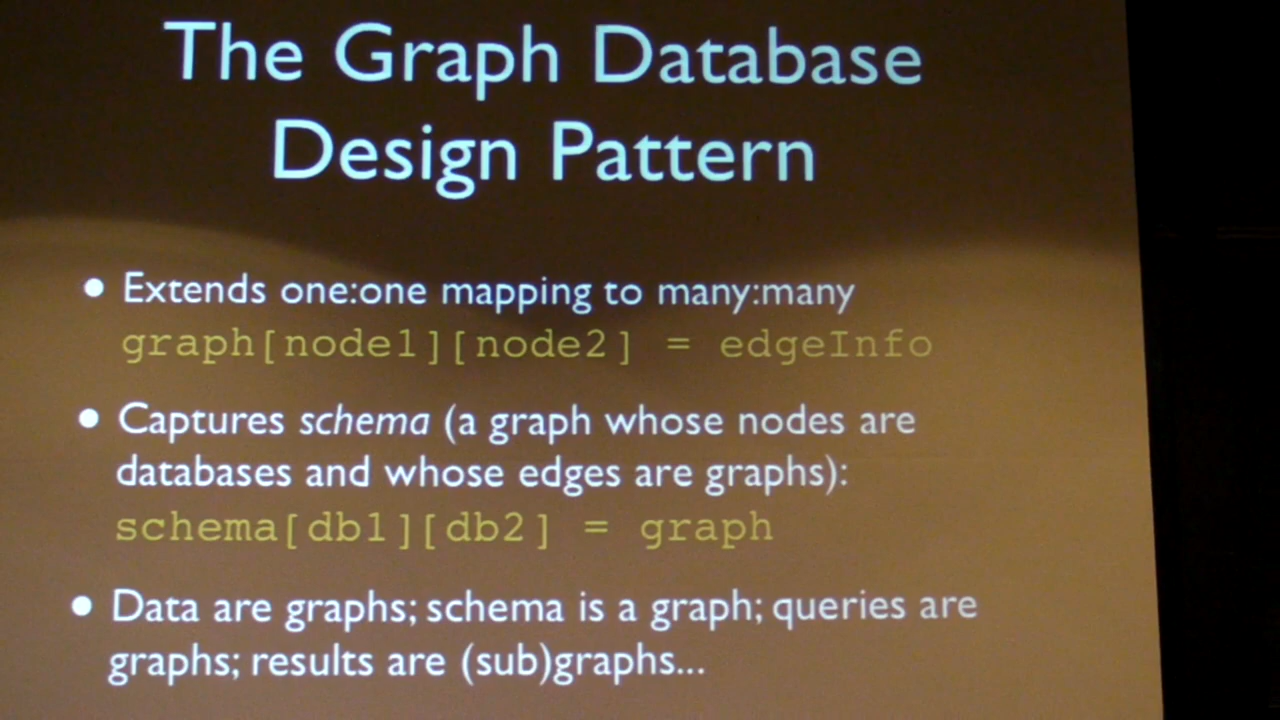 The Graph Database
Design Pattern
• Extends one:one mapping to many:many
graph[node1][node2] = edgeInfo
• Captures schema (a graph whose nodes are
databases and whose edges are graphs):
schema[db1][db2] = graph
• Data are graphs; schema is a graph; queries are
graphs; results are (sub)graphs...